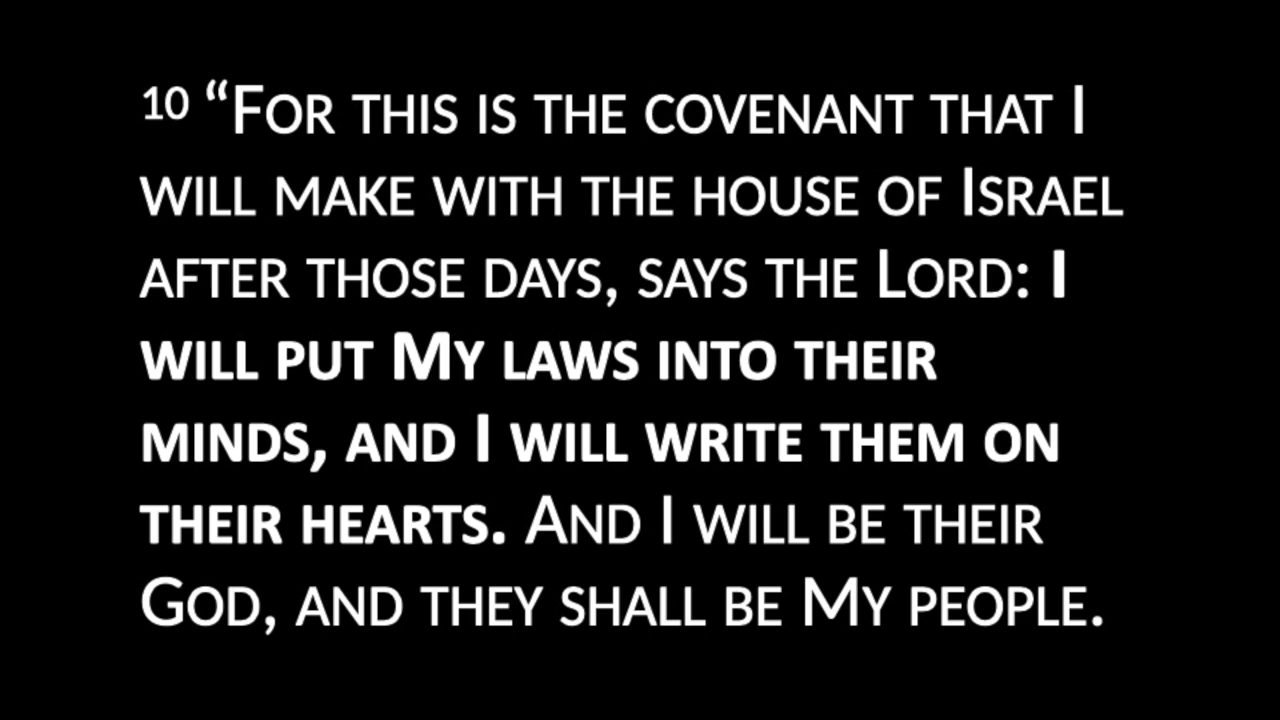 10 “For this is the covenant that I
will make with the house of Israel
after those days, says the Lord: I
will put My laws into their
minds, and I will write them on
their hearts. And I will be their
God, and they shall be My people.